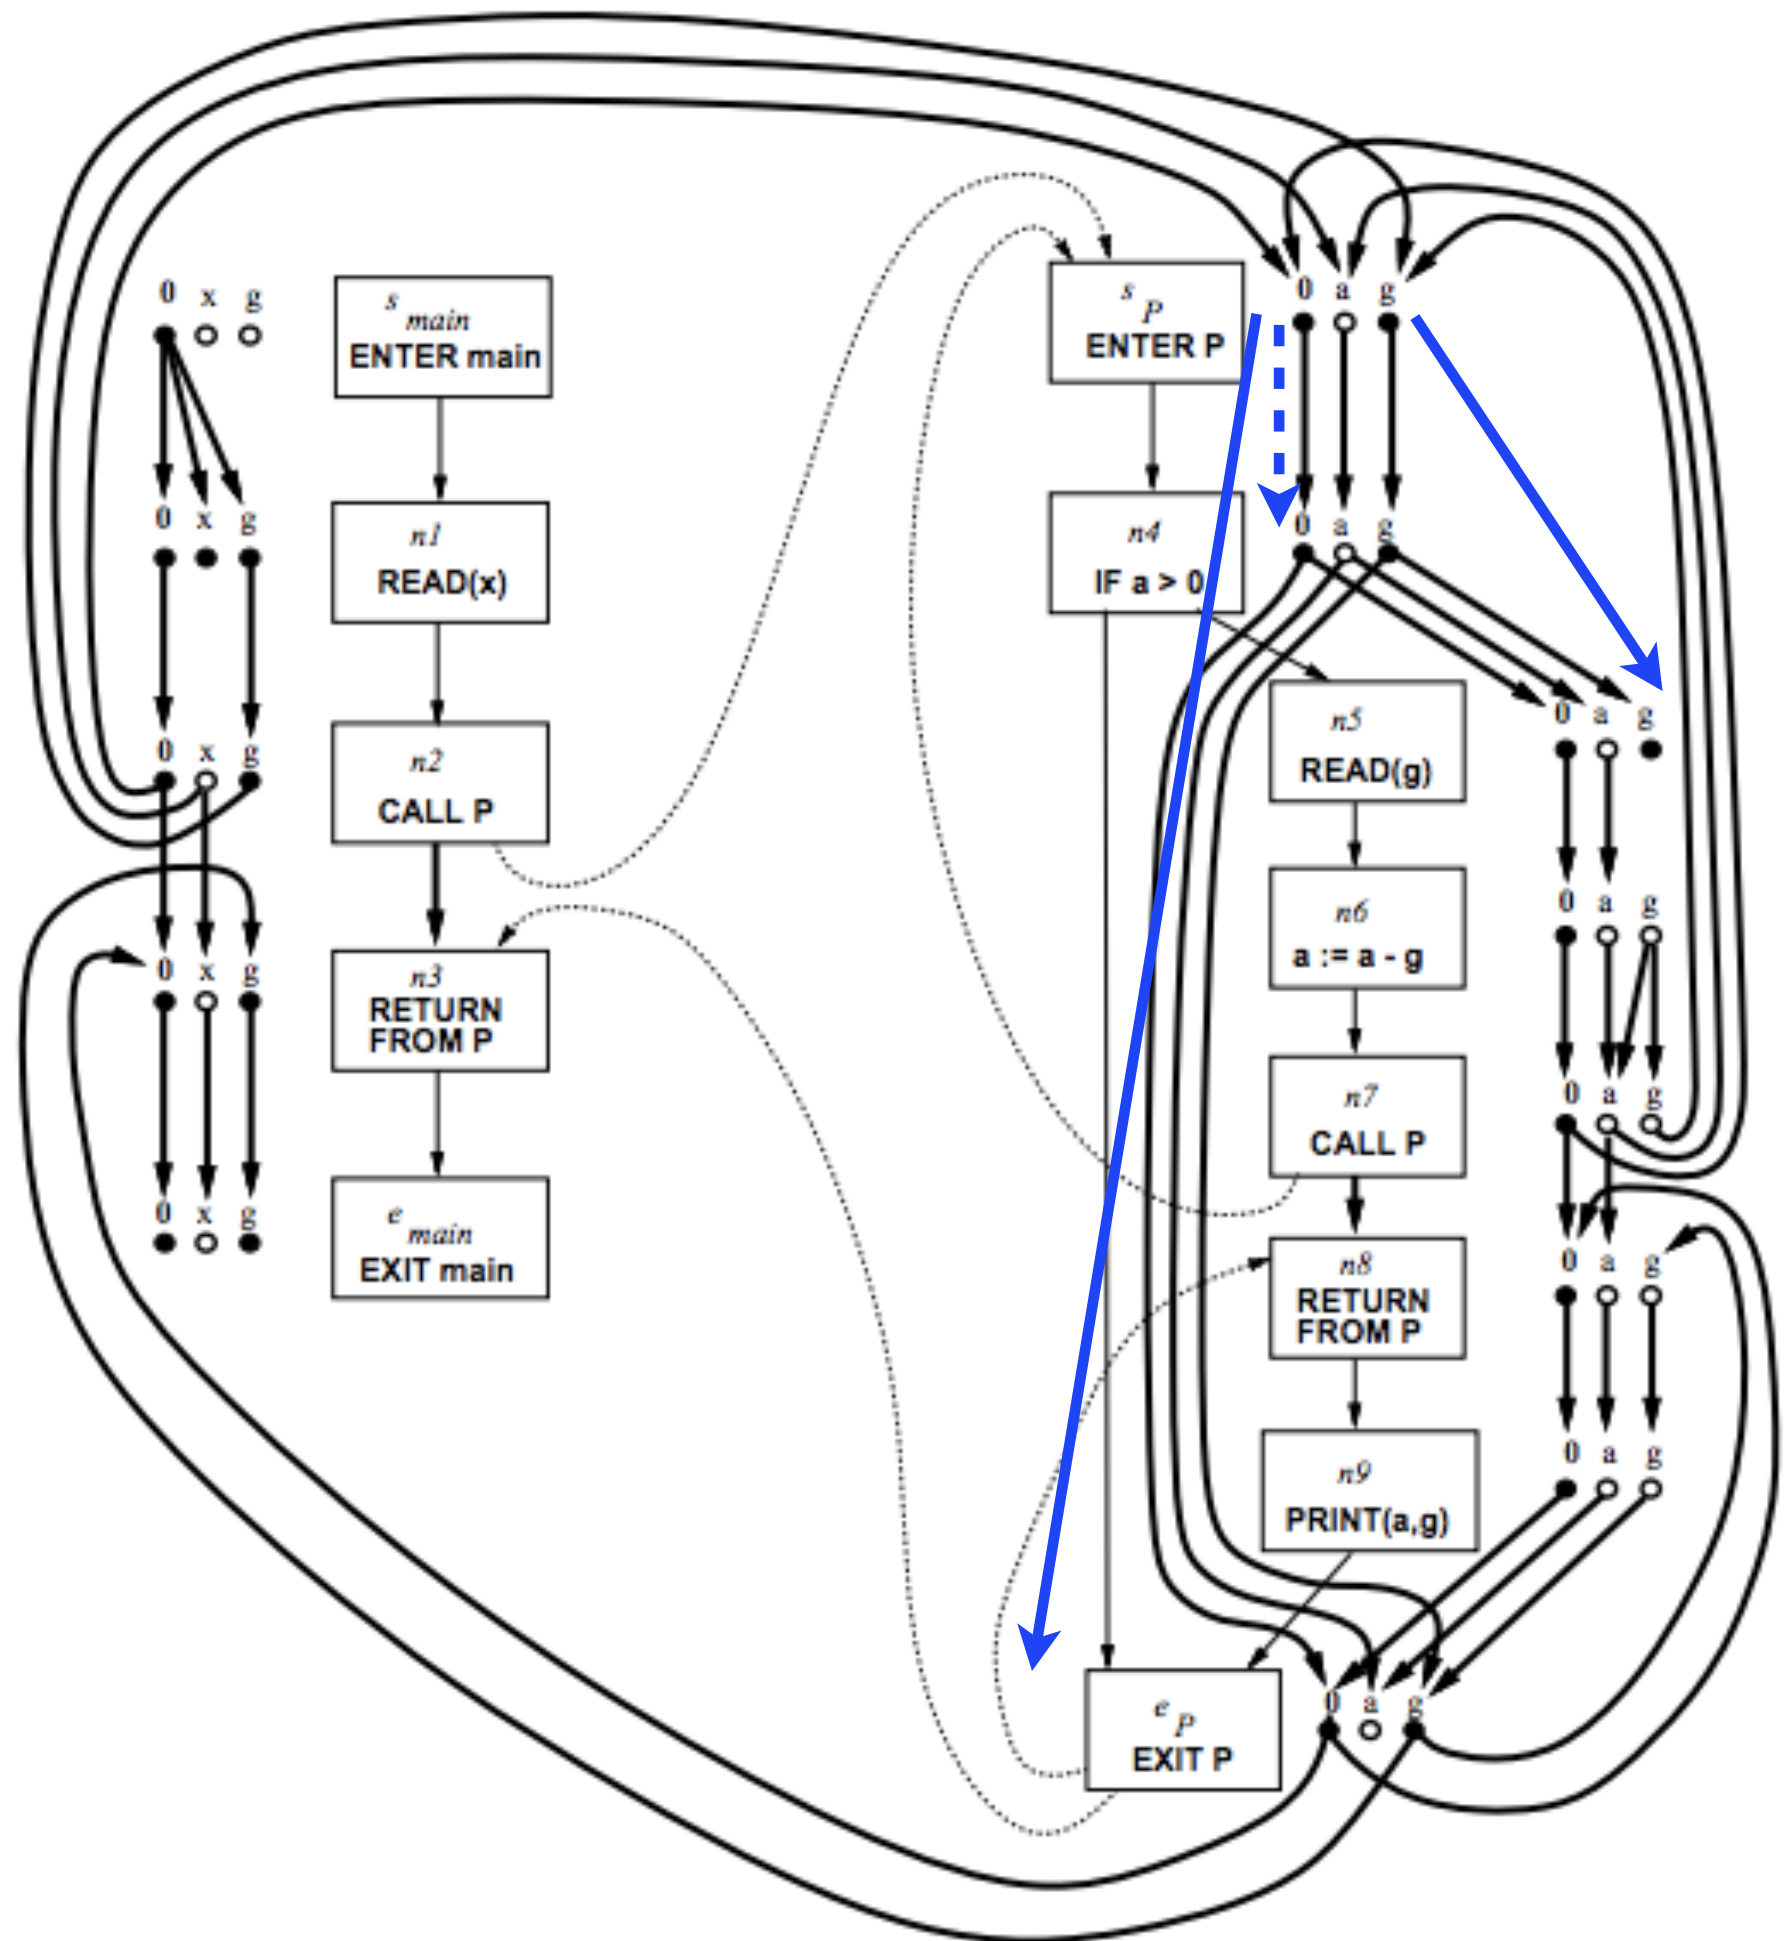 0 x g
s main
ENTER main
0 x g
n1
READ(x)
0 x g
n2
CALL P
0 x g
n3
RETURN
FROM P
0 x g
e main
EXIT main
s P
ENTER P
0 a g
n4
IF a > 0
0 a g
n5
READ(g)
0 a g
n6
a := a - g
0 a g
n7
CALL P
0 a g
n8
RETURN
FROM P
0 a g
n9
PRINT(a,g)
0 a g
e P
EXIT P
0 a g